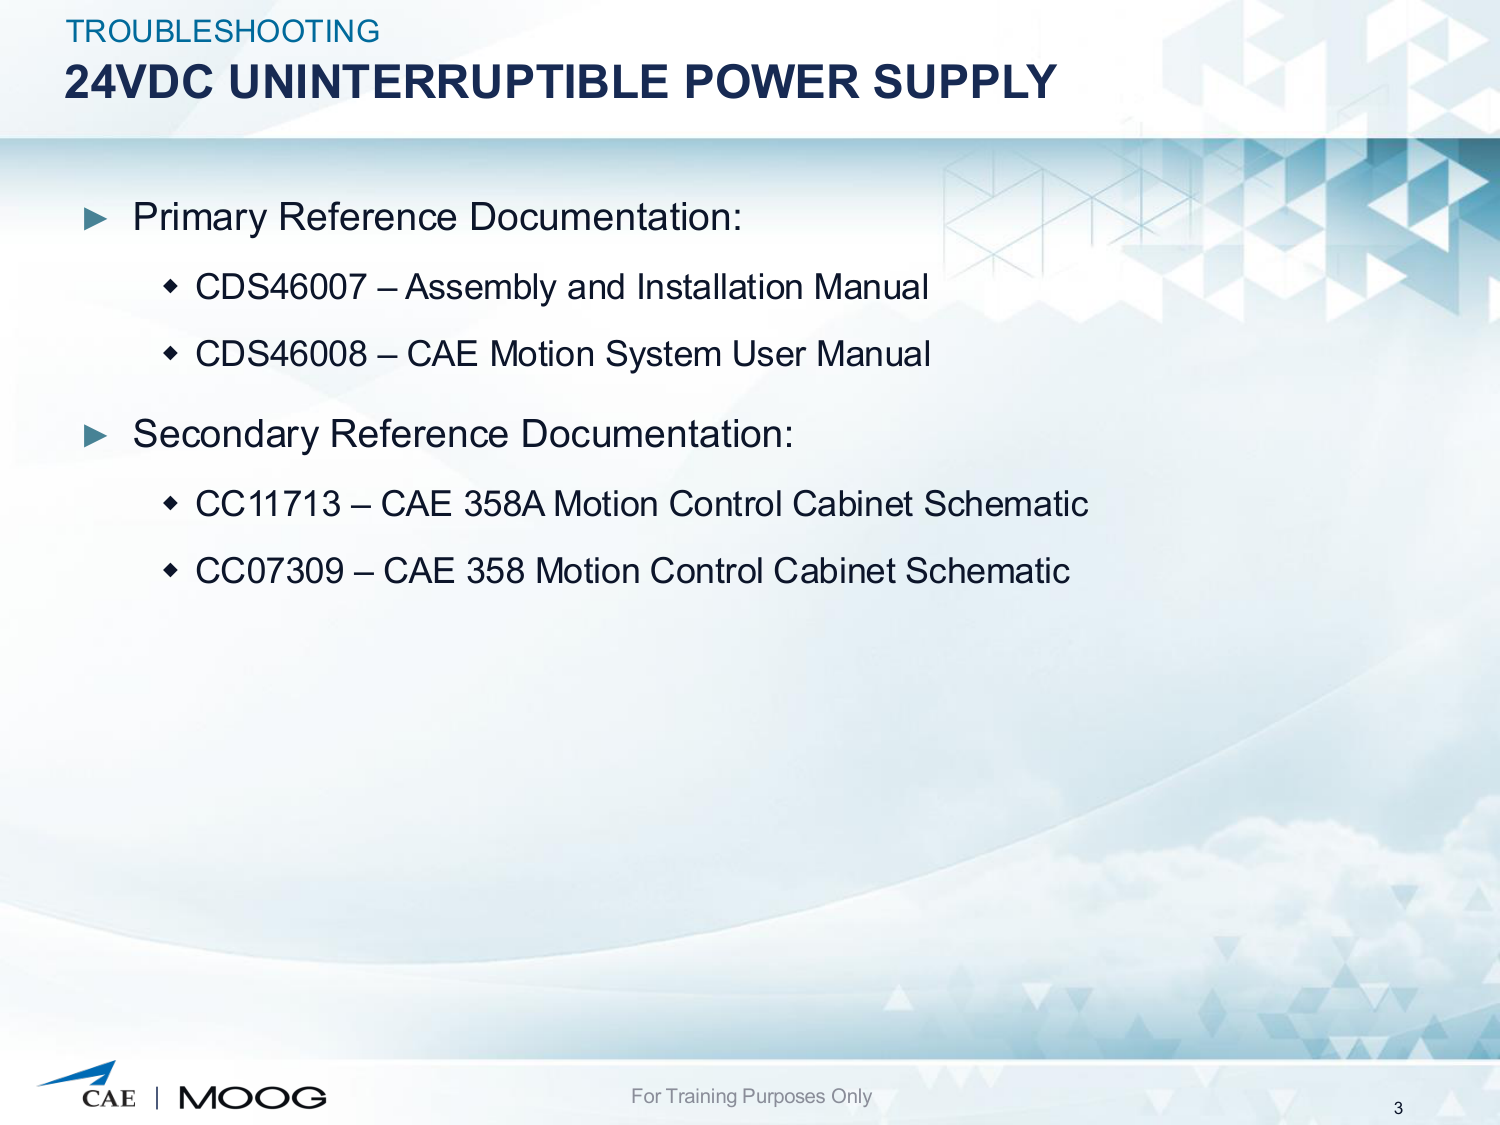 TROUBLESHOOTING
24VDC UNINTERRUPTIBLE POWER SUPPLY
► Primary Reference Documentation:
◆ CDS46007 – Assembly and Installation Manual
◆ CDS46008 – CAE Motion System User Manual
► Secondary Reference Documentation:
◆ CC11713 – CAE 358A Motion Control Cabinet Schematic
◆ CC07309 – CAE 358 Motion Control Cabinet Schematic
CAE | MOOG
For Training Purposes Only
3